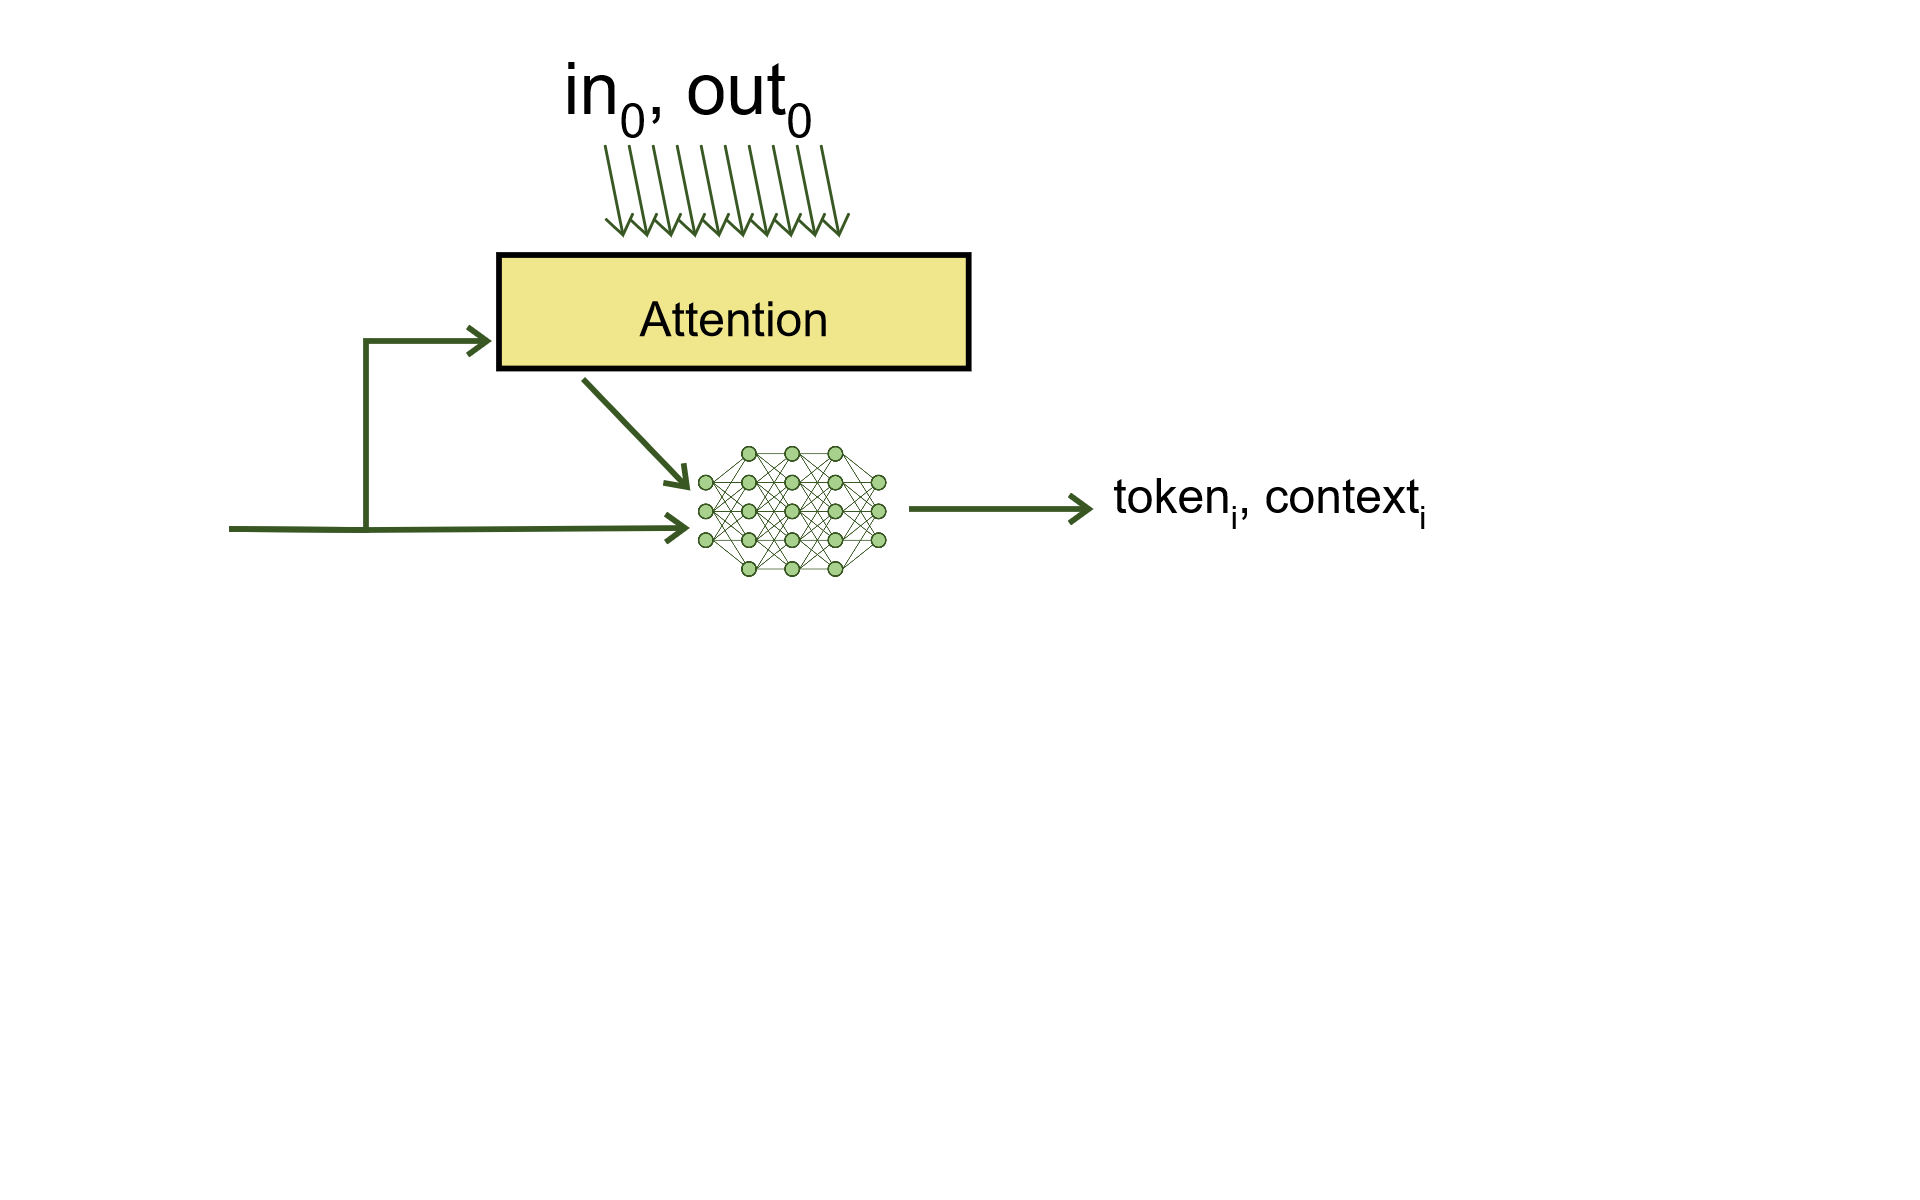 in₀, out₀
Attention
tokenᵢ, contextᵢ